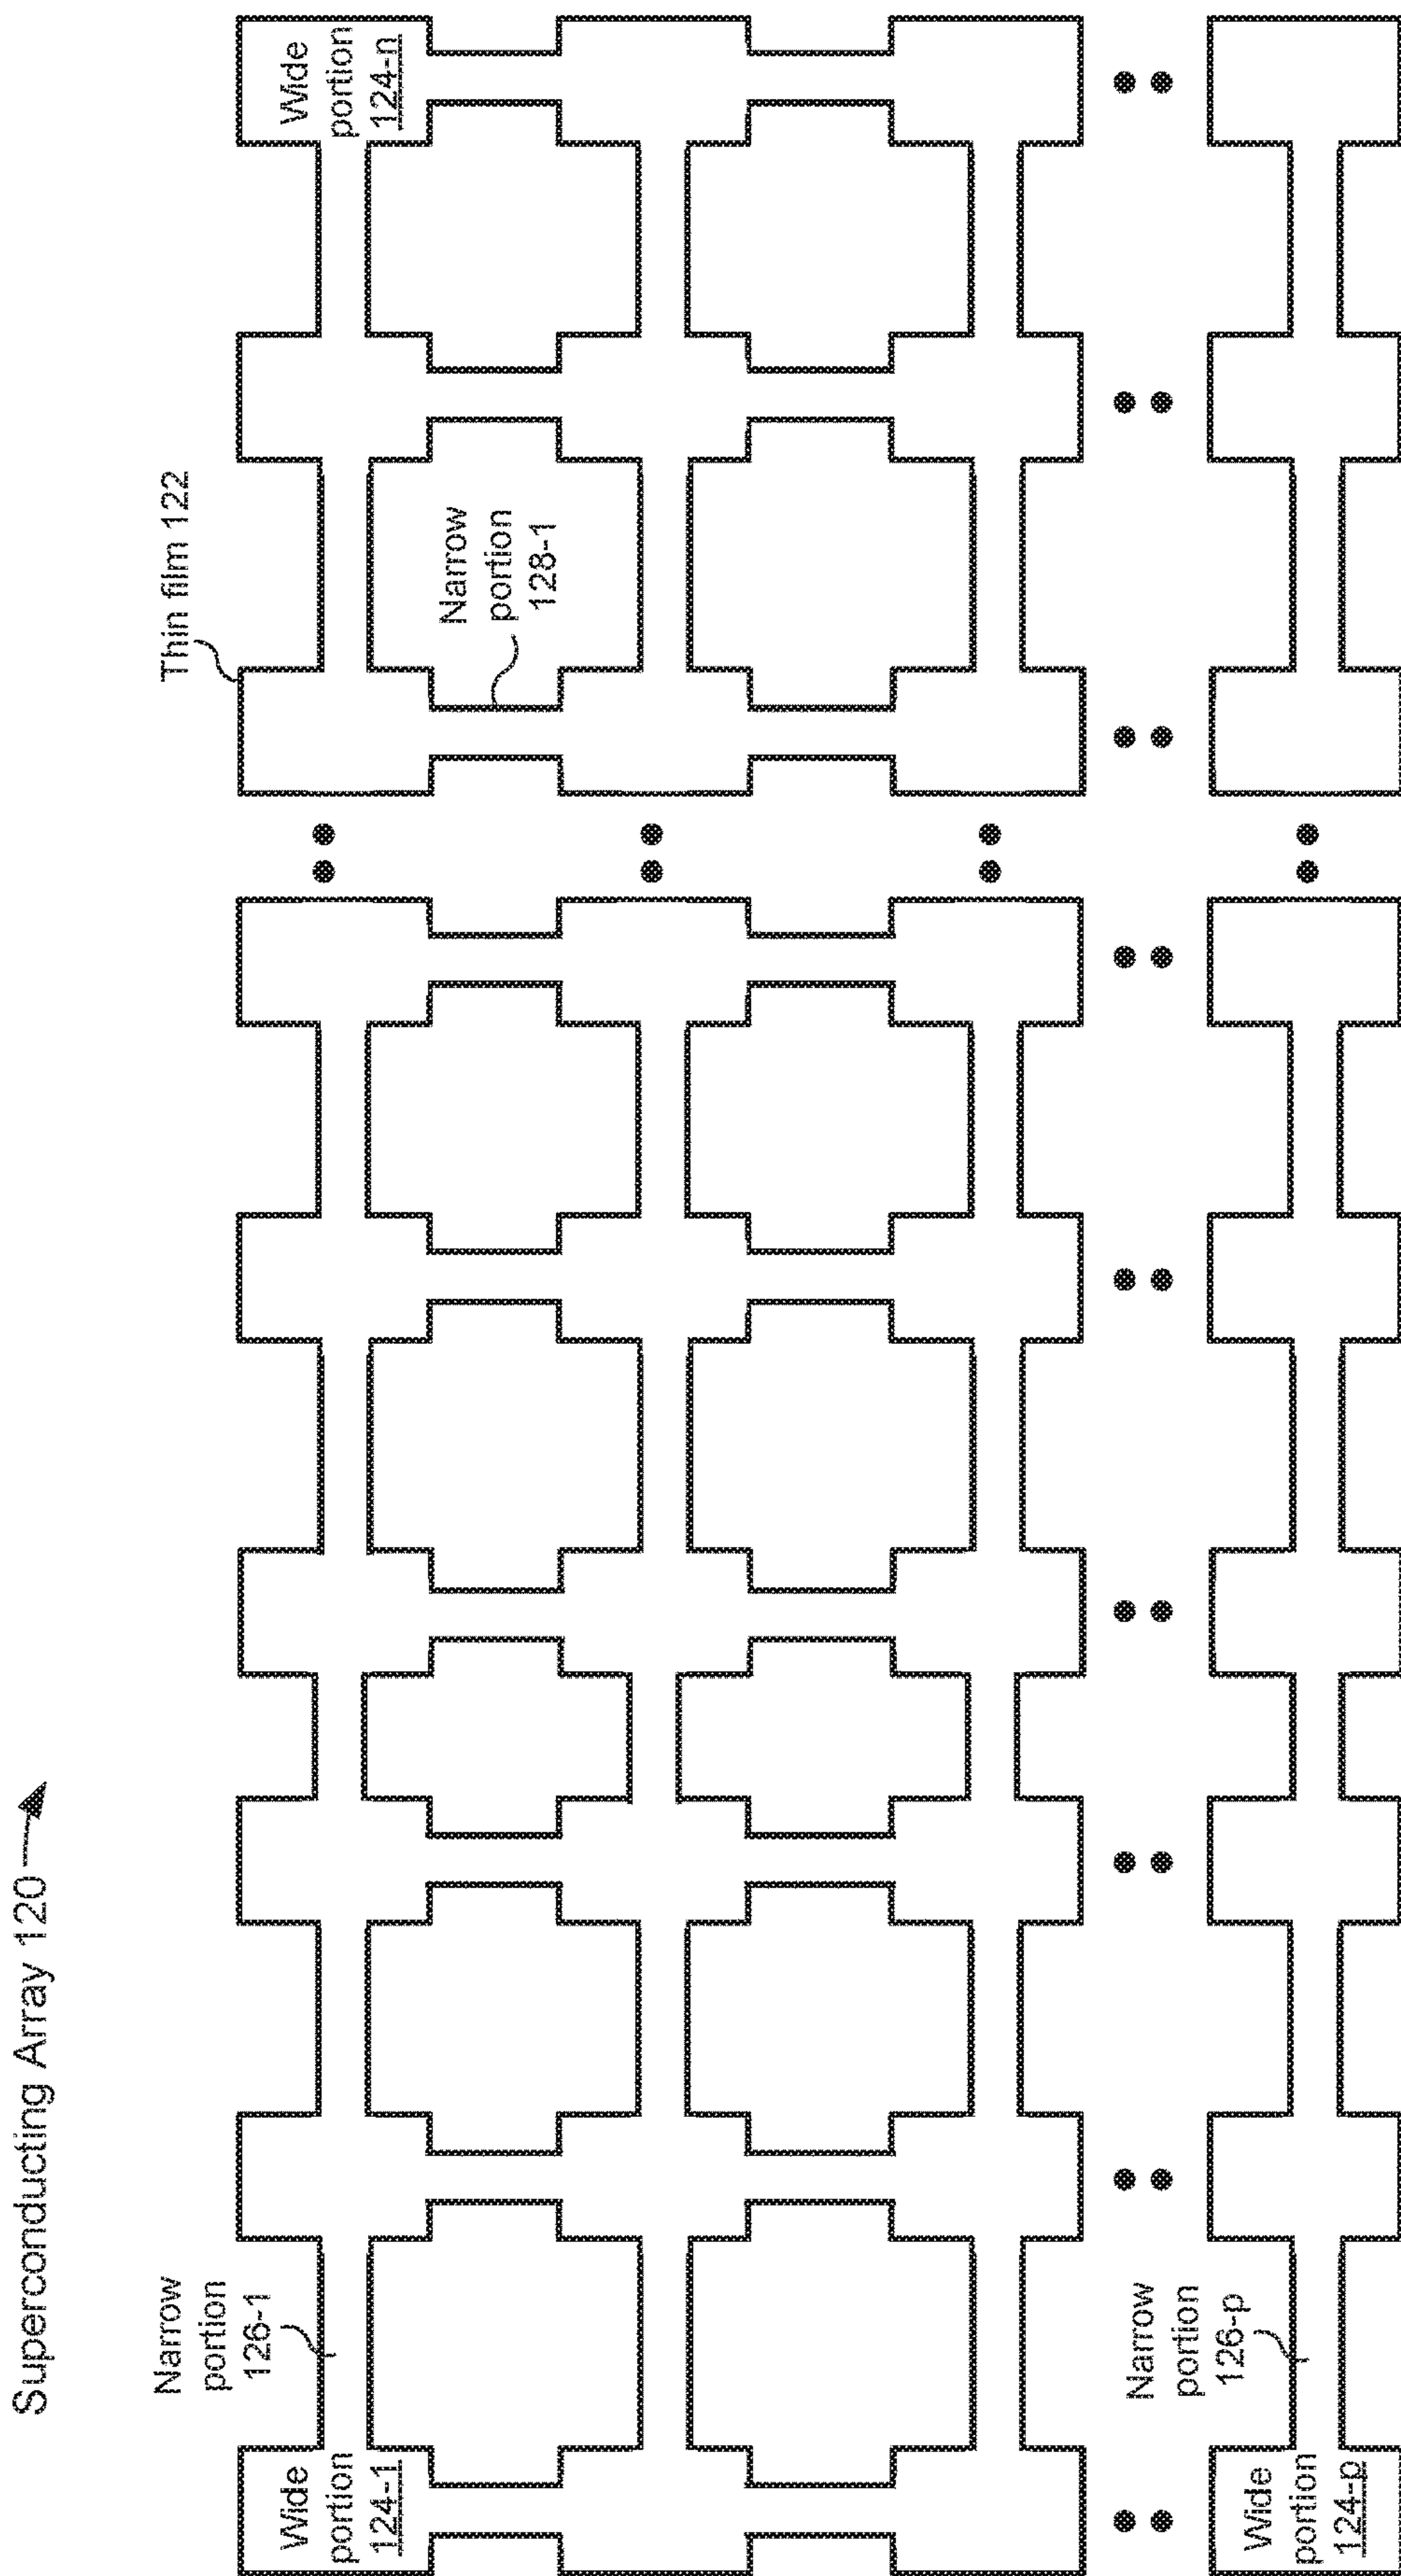 Superconducting Array 120
Thin film 122
Narrow
portion
126-1
Wide
portion
124-1
Narrow
portion
128-1
Wide
portion
124-n
Narrow
portion
126-p
Wide
portion
124-p